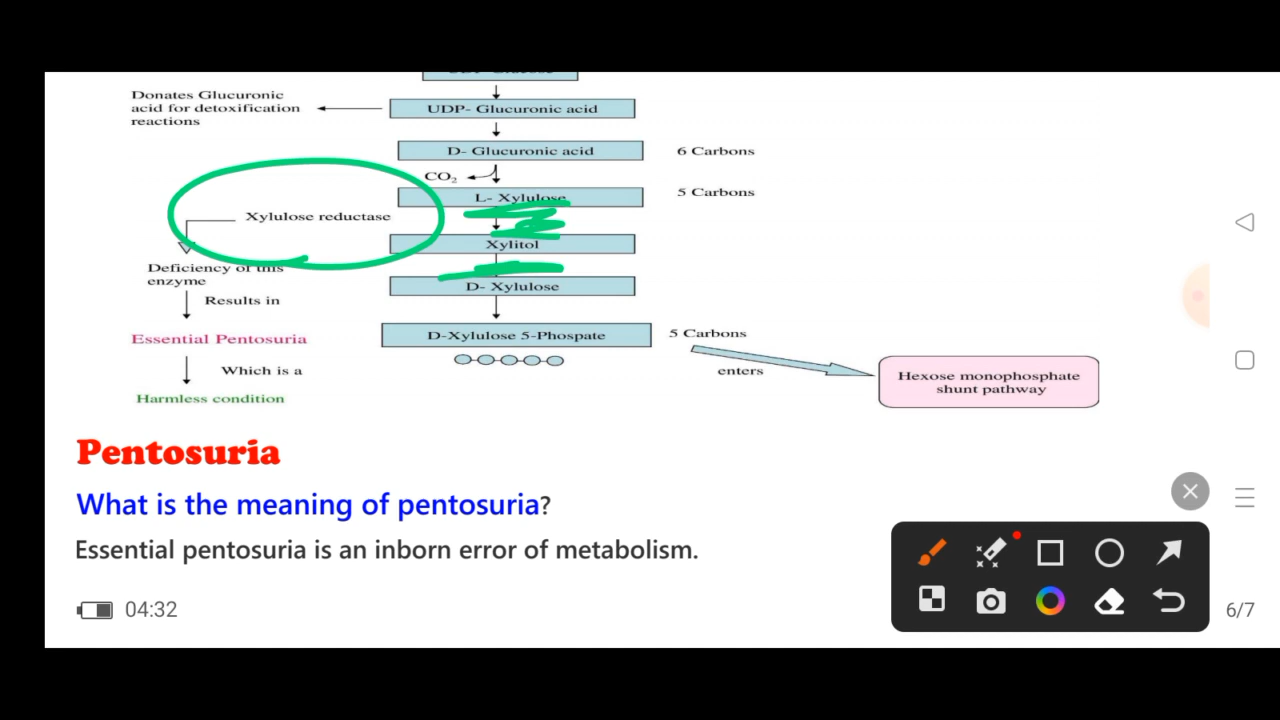 Donates Glucuronic
acid for detoxification
reactions
UDP- Glucuronic acid
D- Glucuronic acid
6 Carbons
CO₂
L- Xylulose
5 Carbons
Xylulose reductase
Xylitol
Deficiency of this
enzyme
D- Xylulose
Results in
Essential Pentosuria
D-Xylulose 5-Phospate
5 Carbons
enters
Which is a
Hexose monophosphate
shunt pathway
Harmless condition
Pentosuria
What is the meaning of pentosuria?
Essential pentosuria is an inborn error of metabolism.
04:32
6/7